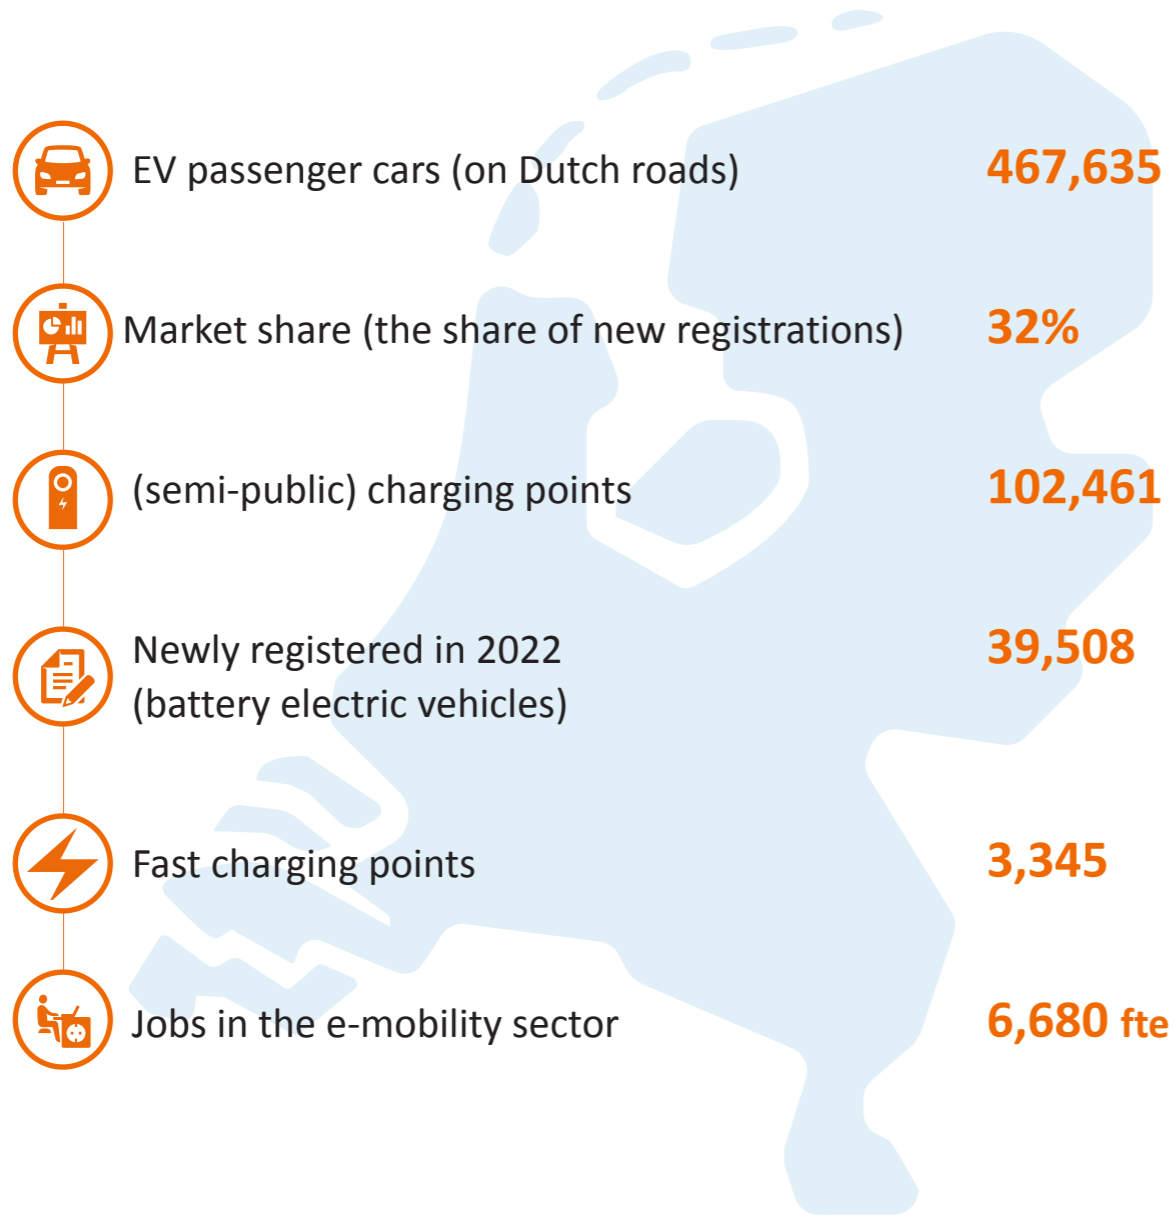 EV passenger cars (on Dutch roads) 467,635
Market share (the share of new registrations) 32%
(semi-public) charging points 102,461
Newly registered in 2022 39,508
(battery electric vehicles)
Fast charging points 3,345
Jobs in the e-mobility sector 6,680 fte